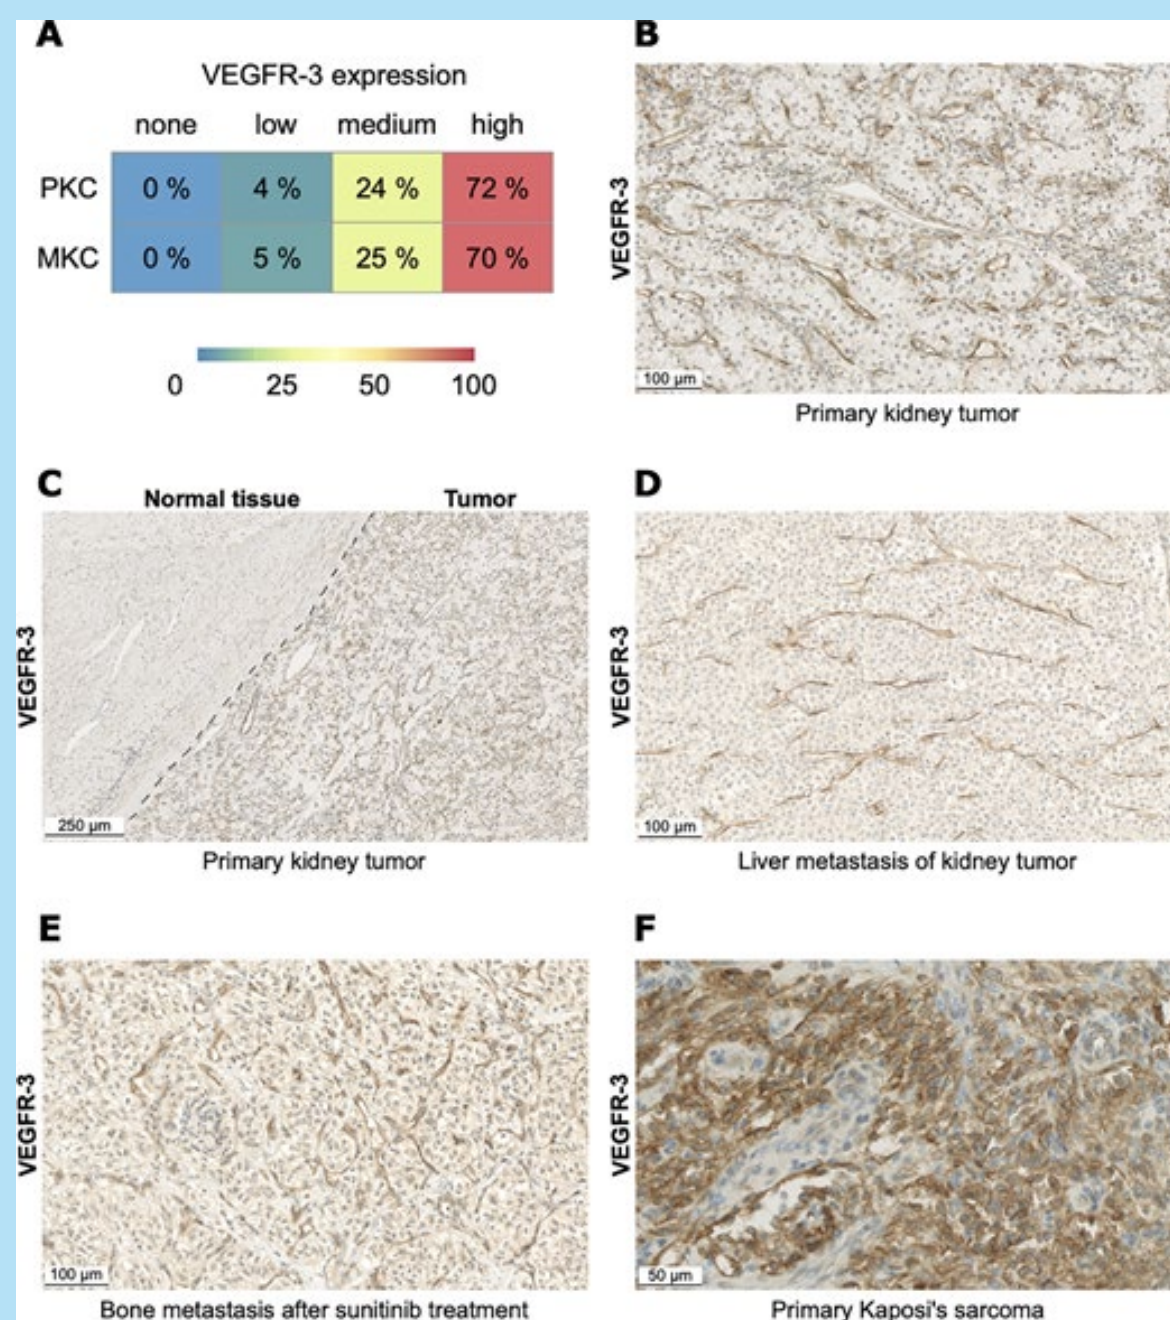 A
VEGFR-3 expression
none low medium high
PKC 0 % 4 % 24 % 72 %
MKC 0 % 5 % 25 % 70 %
0 25 50 100
B
VEGFR-3
100 µm
Primary kidney tumor
C
Normal tissue Tumor
VEGFR-3
250 µm
Primary kidney tumor
D
VEGFR-3
100 µm
Liver metastasis of kidney tumor
E
VEGFR-3
100 µm
Bone metastasis after sunitinib treatment
F
VEGFR-3
50 µm
Primary Kaposi's sarcoma